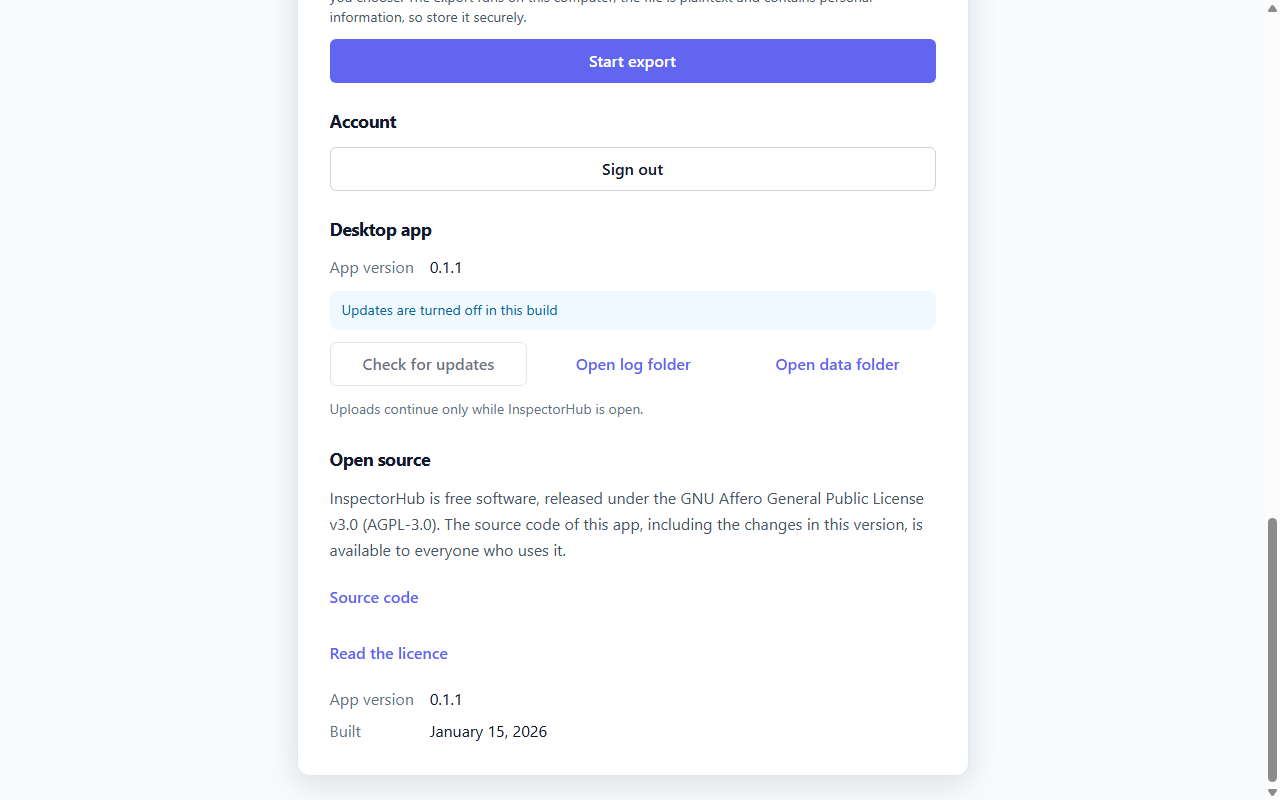 information, so store it securely.
Start export
Account
Sign out
Desktop app
App version 0.1.1
Updates are turned off in this build
Check for updates Open log folder Open data folder
Uploads continue only while InspectorHub is open.
Open source
InspectorHub is free software, released under the GNU Affero General Public License
v3.0 (AGPL-3.0). The source code of this app, including the changes in this version, is
available to everyone who uses it.
Source code
Read the licence
App version 0.1.1
Built January 15, 2026